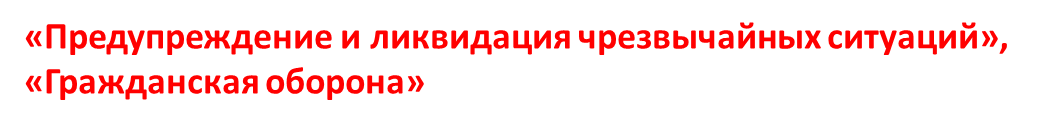 «Предупреждение и ликвидация чрезвычайных ситуаций»,
«Гражданская оборона»